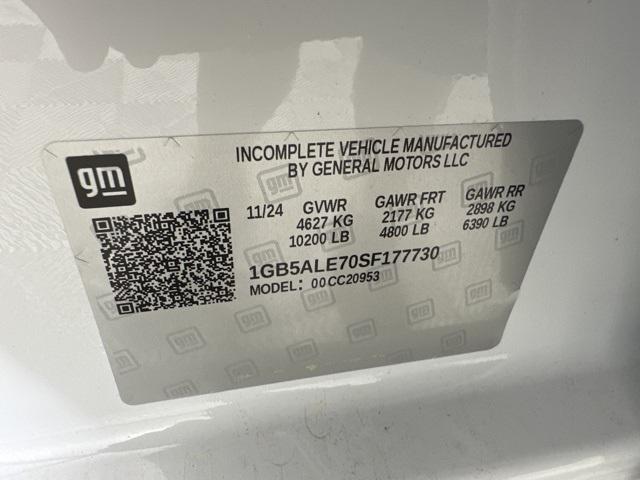 gm
INCOMPLETE VEHICLE MANUFACTURED
BY GENERAL MOTORS LLC
11/24 GVWR GAWR FRT GAWR RR
4627 KG 2177 KG 2898 KG
10200 LB 4800 LB 6390 LB
1GB5ALE70SF177730
MODEL: 00CC20953